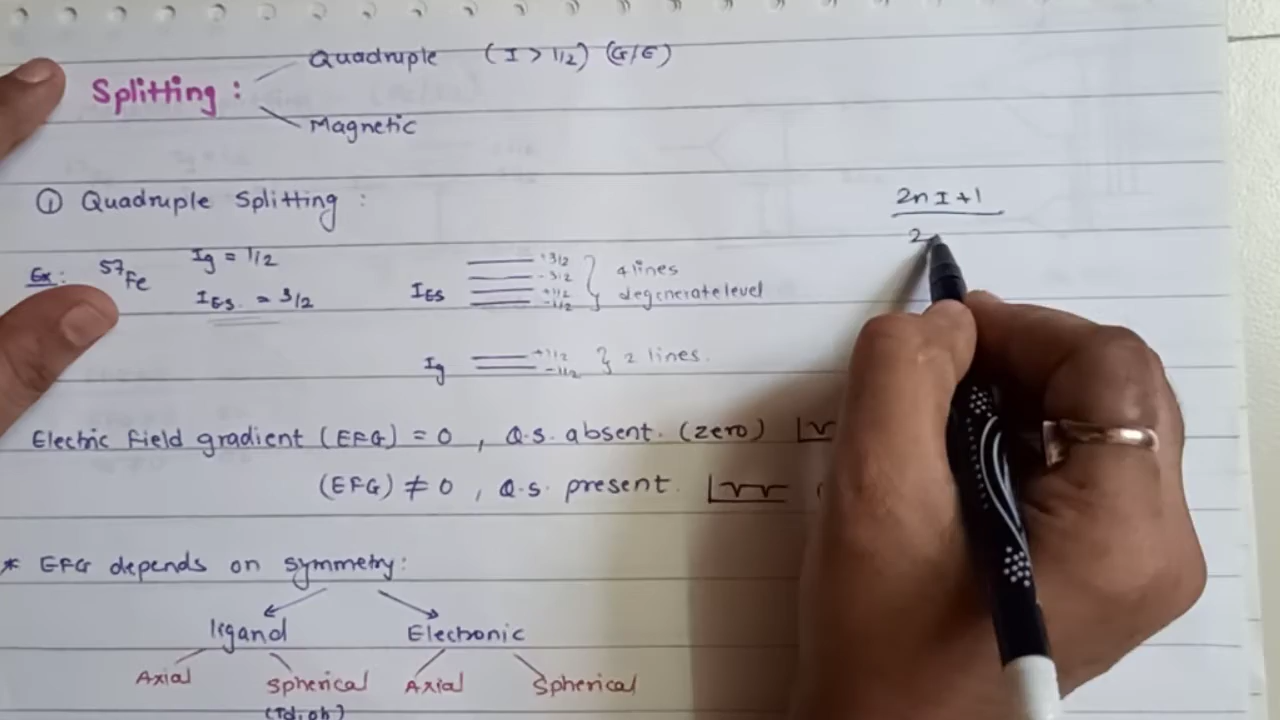 Quadruple (I > 1/2) (G/E)
Splitting :
Magnetic
① Quadruple Splitting :
2nI+1
2
Ex: 57Fe Ig = 1/2
IES. = 3/2
IES
+3/2
-3/2
+1/2
-1/2
4 lines
degenerate level
Ig
+1/2
-1/2
2 lines.
Electric field gradient (EFG) = 0 , Q.S. absent. (zero)
(EFG) ≠ 0 , Q.S. present.
* EFG depends on symmetry:
ligand Electronic
Axial Spherical Axial Spherical
(Td, oh)